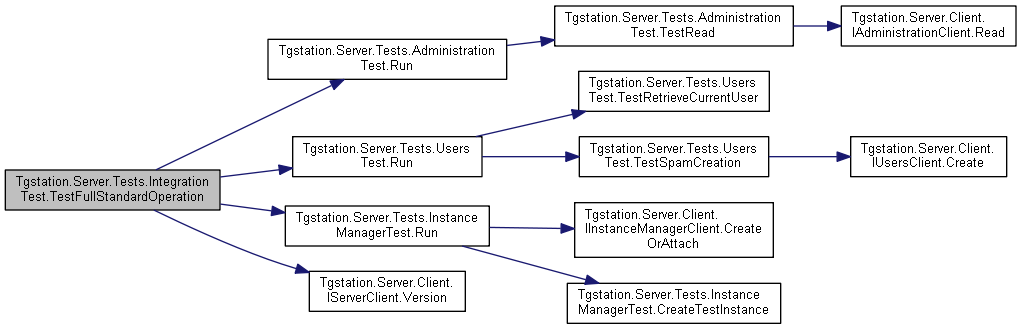 Tgstation.Server.Tests.Integration
Test.TestFullStandardOperation
Tgstation.Server.Tests.Administration
Test.Run
Tgstation.Server.Tests.Administration
Test.TestRead
Tgstation.Server.Client.
IAdministrationClient.Read
Tgstation.Server.Tests.Users
Test.Run
Tgstation.Server.Tests.Users
Test.TestRetrieveCurrentUser
Tgstation.Server.Tests.Users
Test.TestSpamCreation
Tgstation.Server.Client.
IUsersClient.Create
Tgstation.Server.Tests.Instance
ManagerTest.Run
Tgstation.Server.Client.
IInstanceManagerClient.Create
OrAttach
Tgstation.Server.Tests.Instance
ManagerTest.CreateTestInstance
Tgstation.Server.Client.
IServerClient.Version